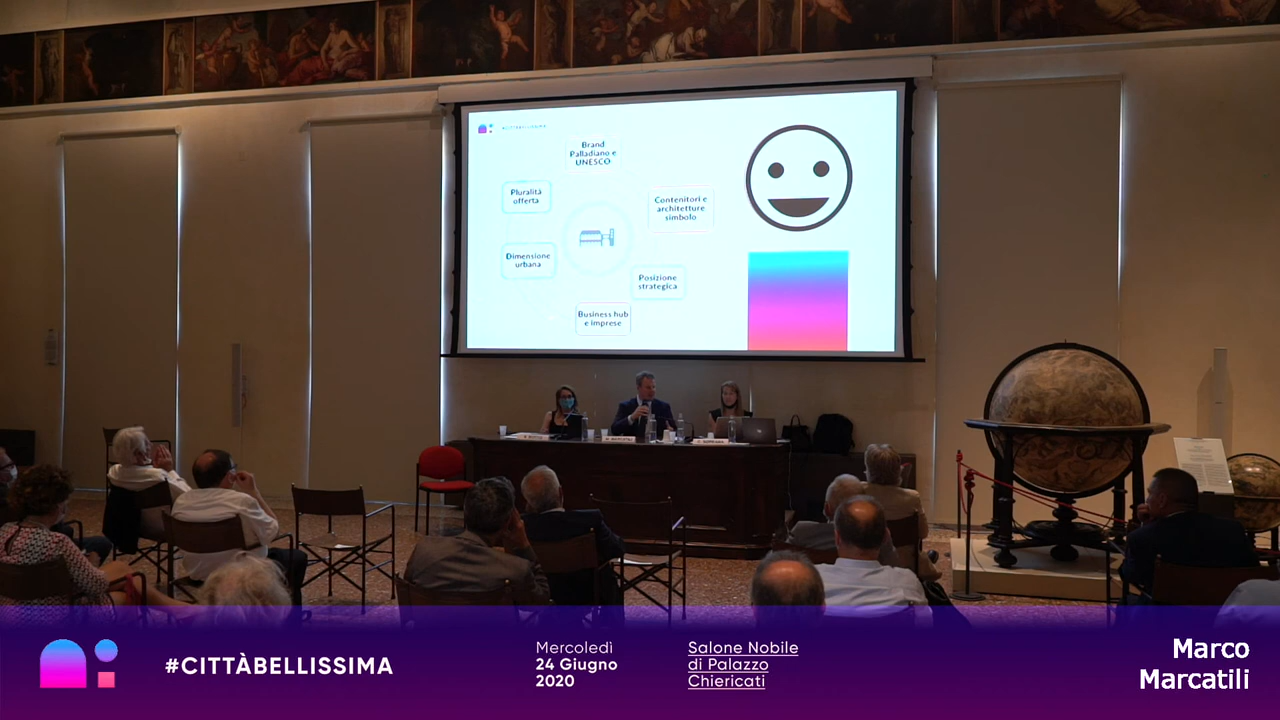 #CITTÀBELLISSIMA
Brand
Palladiano e
UNESCO
Pluralità
offerta
Contenitori e
architetture
simbolo
Dimensione
urbana
Posizione
strategica
Business hub
e imprese
#CITTÀBELLISSIMA
Mercoledì
24 Giugno
2020
Salone Nobile
di Palazzo
Chiericati
Marco
Marcatili